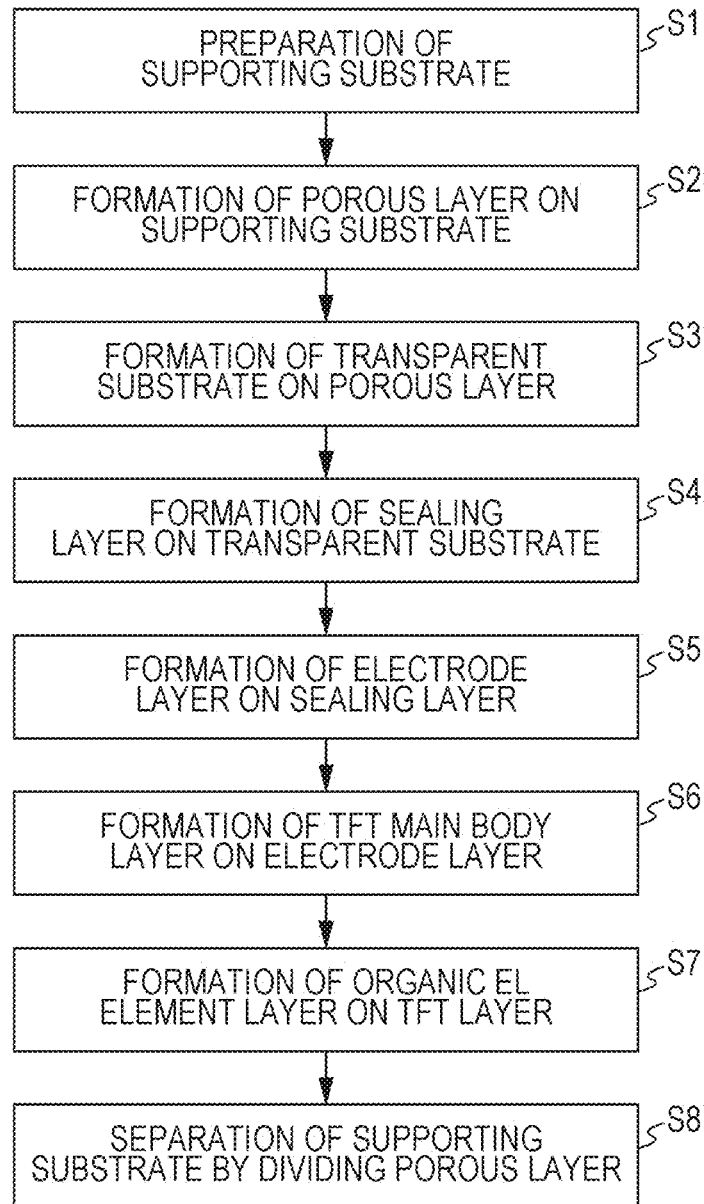 PREPARATION OF
SUPPORTING SUBSTRATE
S1
FORMATION OF POROUS LAYER ON
SUPPORTING SUBSTRATE
S2
FORMATION OF TRANSPARENT
SUBSTRATE ON POROUS LAYER
S3
FORMATION OF SEALING
LAYER ON TRANSPARENT SUBSTRATE
S4
FORMATION OF ELECTRODE
LAYER ON SEALING LAYER
S5
FORMATION OF TFT MAIN BODY
LAYER ON ELECTRODE LAYER
S6
FORMATION OF ORGANIC EL
ELEMENT LAYER ON TFT LAYER
S7
SEPARATION OF SUPPORTING
SUBSTRATE BY DIVIDING POROUS LAYER
S8